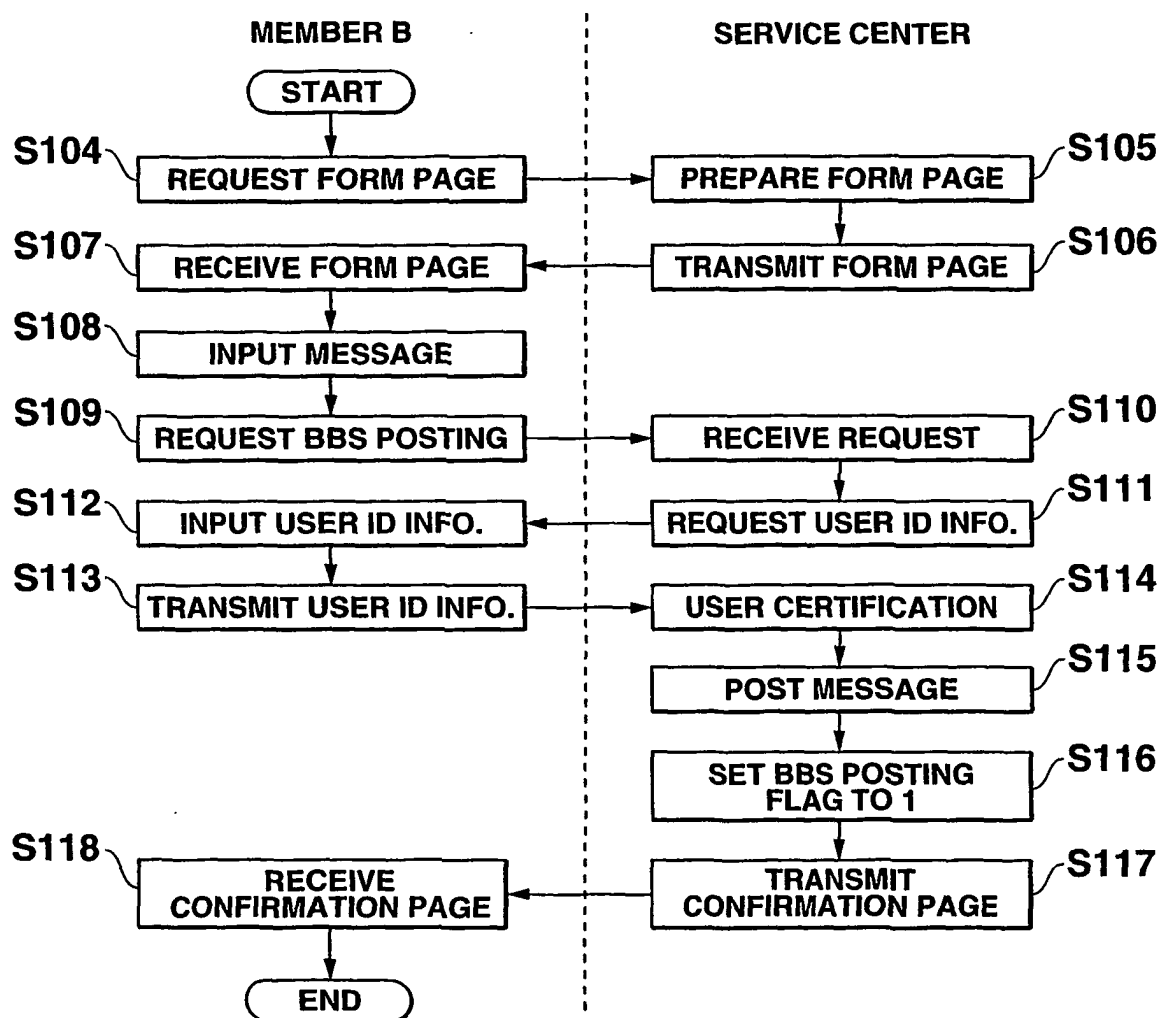 MEMBER B
SERVICE CENTER
START
S104
REQUEST FORM PAGE
PREPARE FORM PAGE
S105
S107
RECEIVE FORM PAGE
TRANSMIT FORM PAGE
S106
S108
INPUT MESSAGE
S109
REQUEST BBS POSTING
RECEIVE REQUEST
S110
S112
INPUT USER ID INFO.
REQUEST USER ID INFO.
S111
S113
TRANSMIT USER ID INFO.
USER CERTIFICATION
S114
POST MESSAGE
S115
SET BBS POSTING
FLAG TO 1
S116
S118
RECEIVE
CONFIRMATION PAGE
TRANSMIT
CONFIRMATION PAGE
S117
END